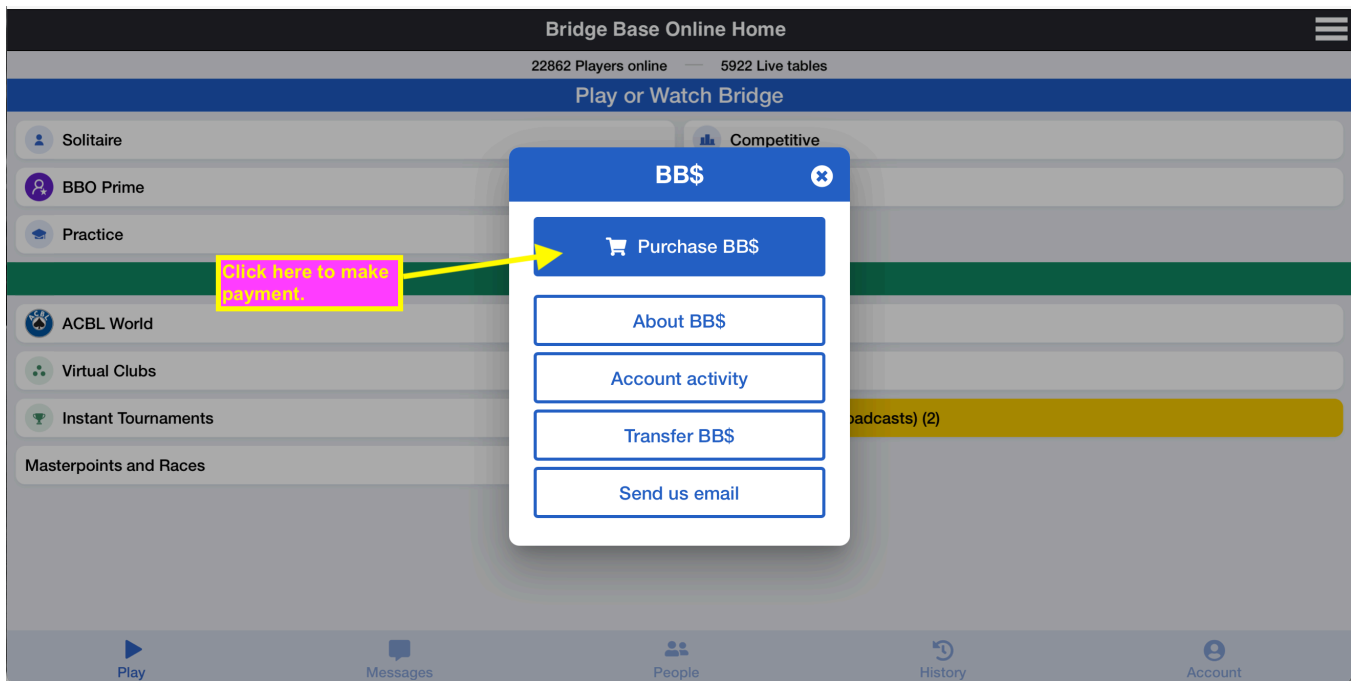 Bridge Base Online Home
22862 Players online — 5922 Live tables
Play or Watch Bridge
Solitaire
Competitive
BBO Prime
Practice
BB$
Purchase BB$
Click here to make
payment.
About BB$
Account activity
Transfer BB$
Send us email
ACBL World
Virtual Clubs
Instant Tournaments
oadcasts) (2)
Masterpoints and Races
Play
Messages
People
History
Account